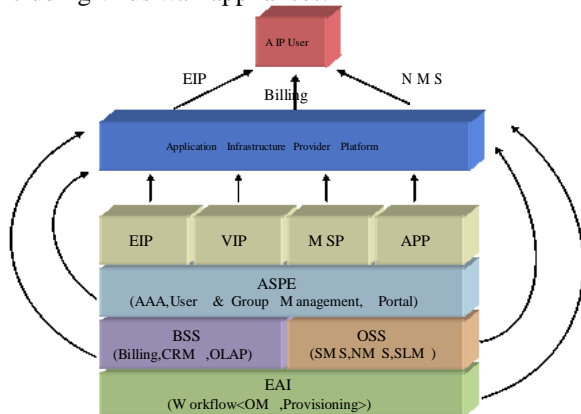 A IP User
EIP
N M S
Billing
Application Infrastructure Provider Platform
EIP
VIP
M SP
APP
ASPE
(AAA,User & Group M anagement, Portal)
BSS
(Billing,CRM ,OLAP)
OSS
(SM S,NM S,SLM )
EAI
(W orkflow<OM ,Provisioning>)